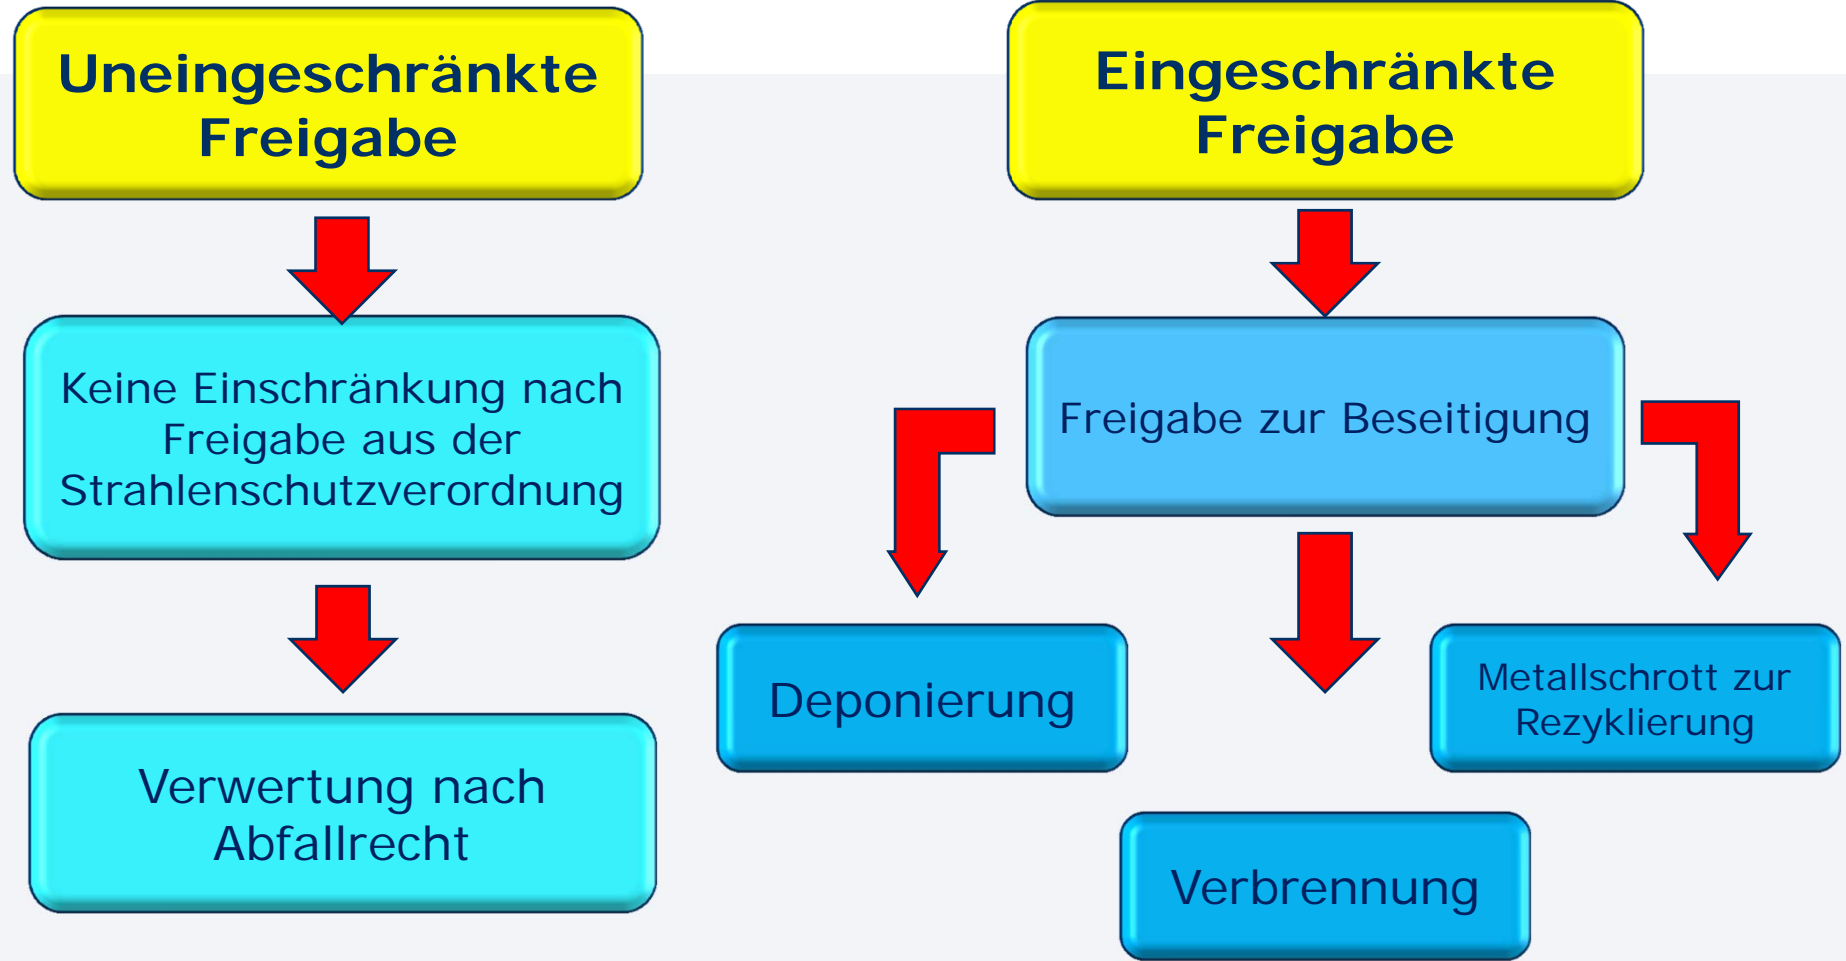 Uneingeschränkte
Freigabe
Keine Einschränkung nach
Freigabe aus der
Strahlenschutzverordnung
Verwertung nach
Abfallrecht
Eingeschränkte
Freigabe
Freigabe zur Beseitigung
Deponierung
Verbrennung
Metallschrott zur
Rezyklierung